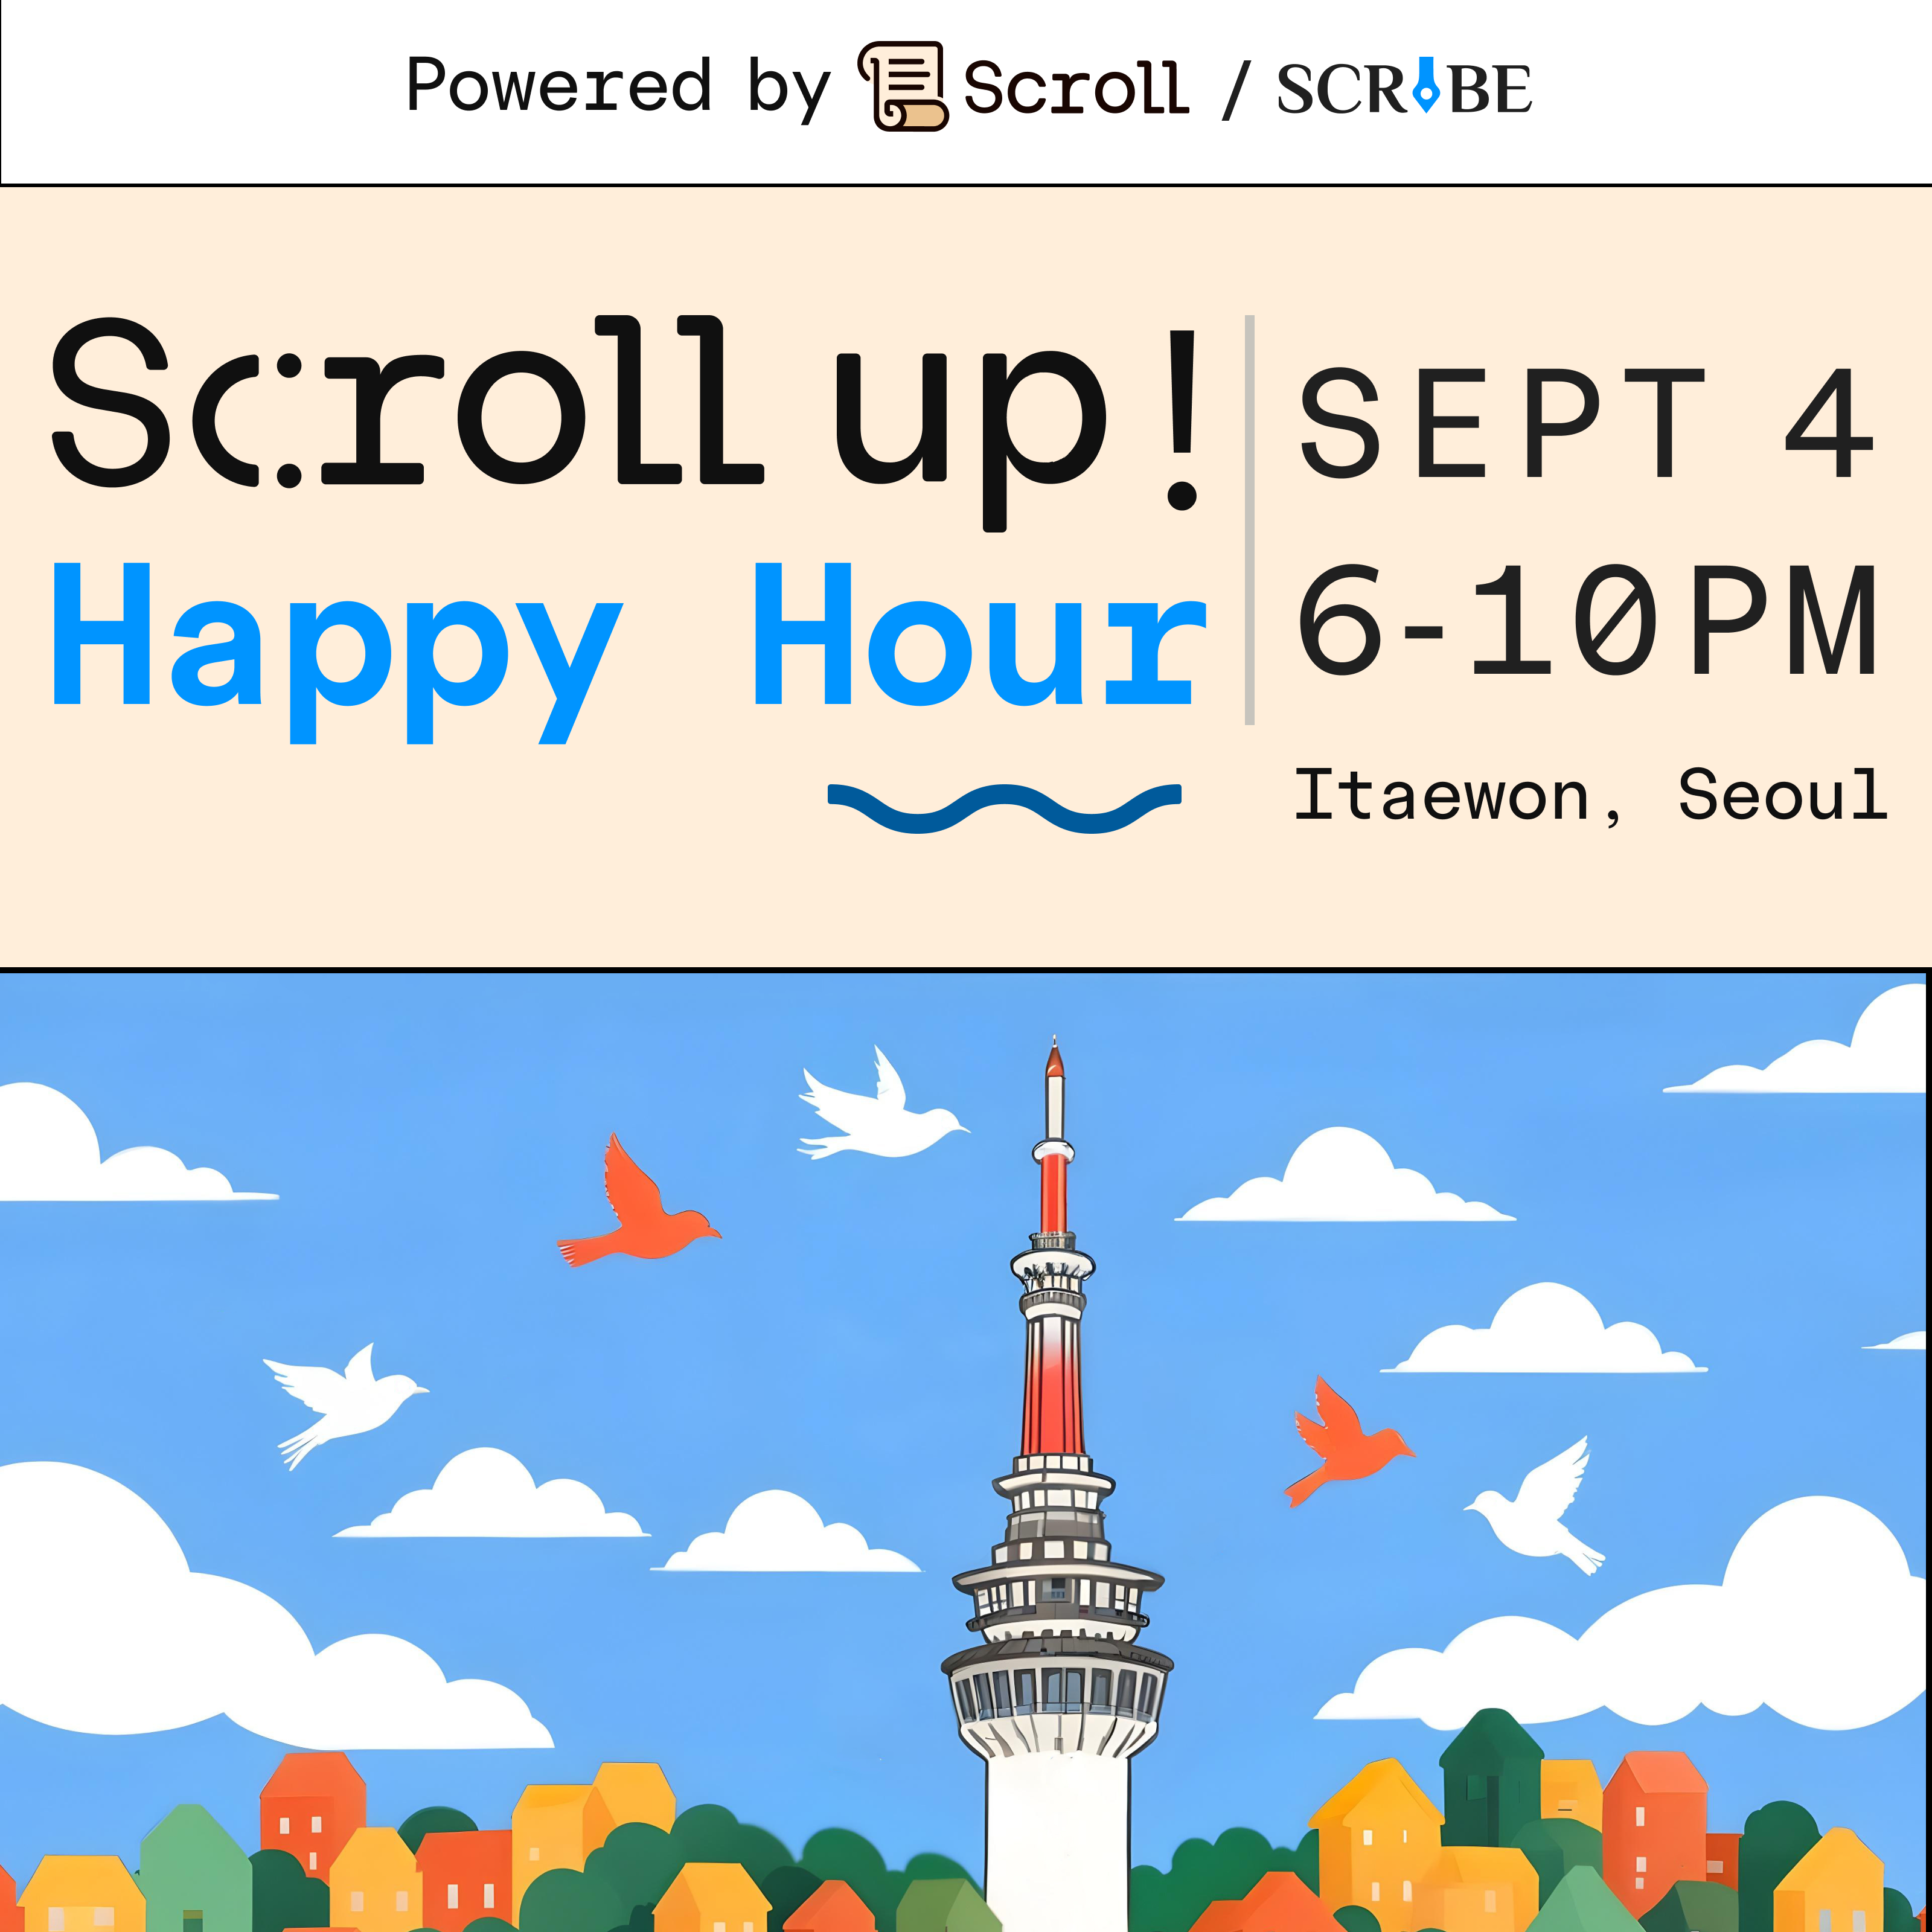 Powered by Scroll / SCRIBE
Scroll up!
Happy Hour
SEPT 4
6-10PM
Itaewon, Seoul